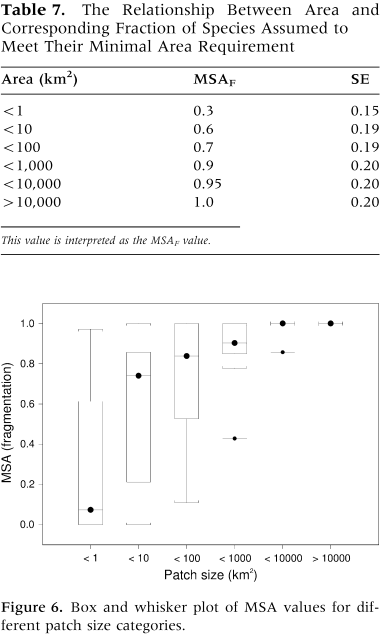 Table 7. The Relationship Between Area and
Corresponding Fraction of Species Assumed to
Meet Their Minimal Area Requirement
Area (km²) MSA_F SE
<1 0.3 0.15
<10 0.6 0.19
<100 0.7 0.19
<1,000 0.9 0.20
<10,000 0.95 0.20
>10,000 1.0 0.20
This value is interpreted as the MSA_F value.
MSA (fragmentation)
1.0
0.8
0.6
0.4
0.2
0.0
< 1 < 10 < 100 < 1000 < 10000 > 10000
Patch size (km²)
Figure 6. Box and whisker plot of MSA values for dif-
ferent patch size categories.